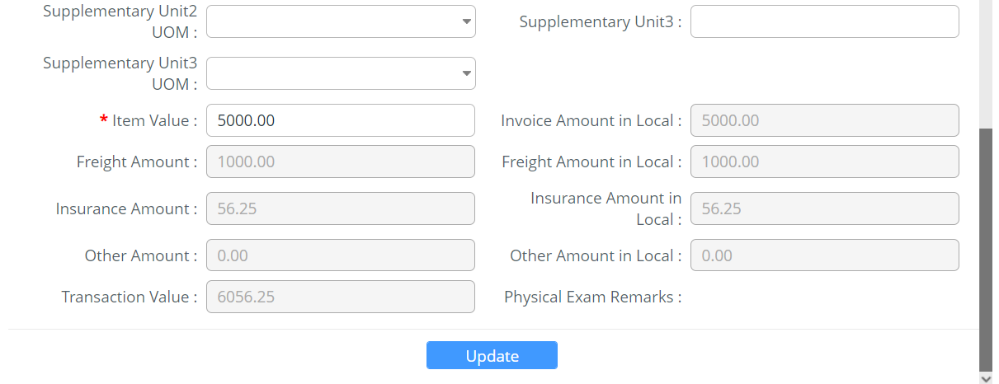 Supplementary Unit2
UOM :
Supplementary Unit3 :
Supplementary Unit3
UOM :
* Item Value : 5000.00
Invoice Amount in Local : 5000.00
Freight Amount : 1000.00
Freight Amount in Local : 1000.00
Insurance Amount : 56.25
Insurance Amount in
Local : 56.25
Other Amount : 0.00
Other Amount in Local : 0.00
Transaction Value : 6056.25
Physical Exam Remarks :
Update